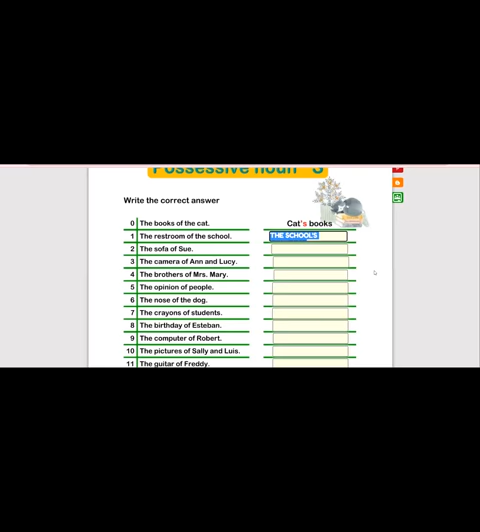 Possessive noun 's
Write the correct answer
0 The books of the cat. Cat's books
1 The restroom of the school. THE SCHOOL'S
2 The sofa of Sue.
3 The camera of Ann and Lucy.
4 The brothers of Mrs. Mary.
5 The opinion of people.
6 The nose of the dog.
7 The crayons of students.
8 The birthday of Esteban.
9 The computer of Robert.
10 The pictures of Sally and Luis.
11 The guitar of Freddy.